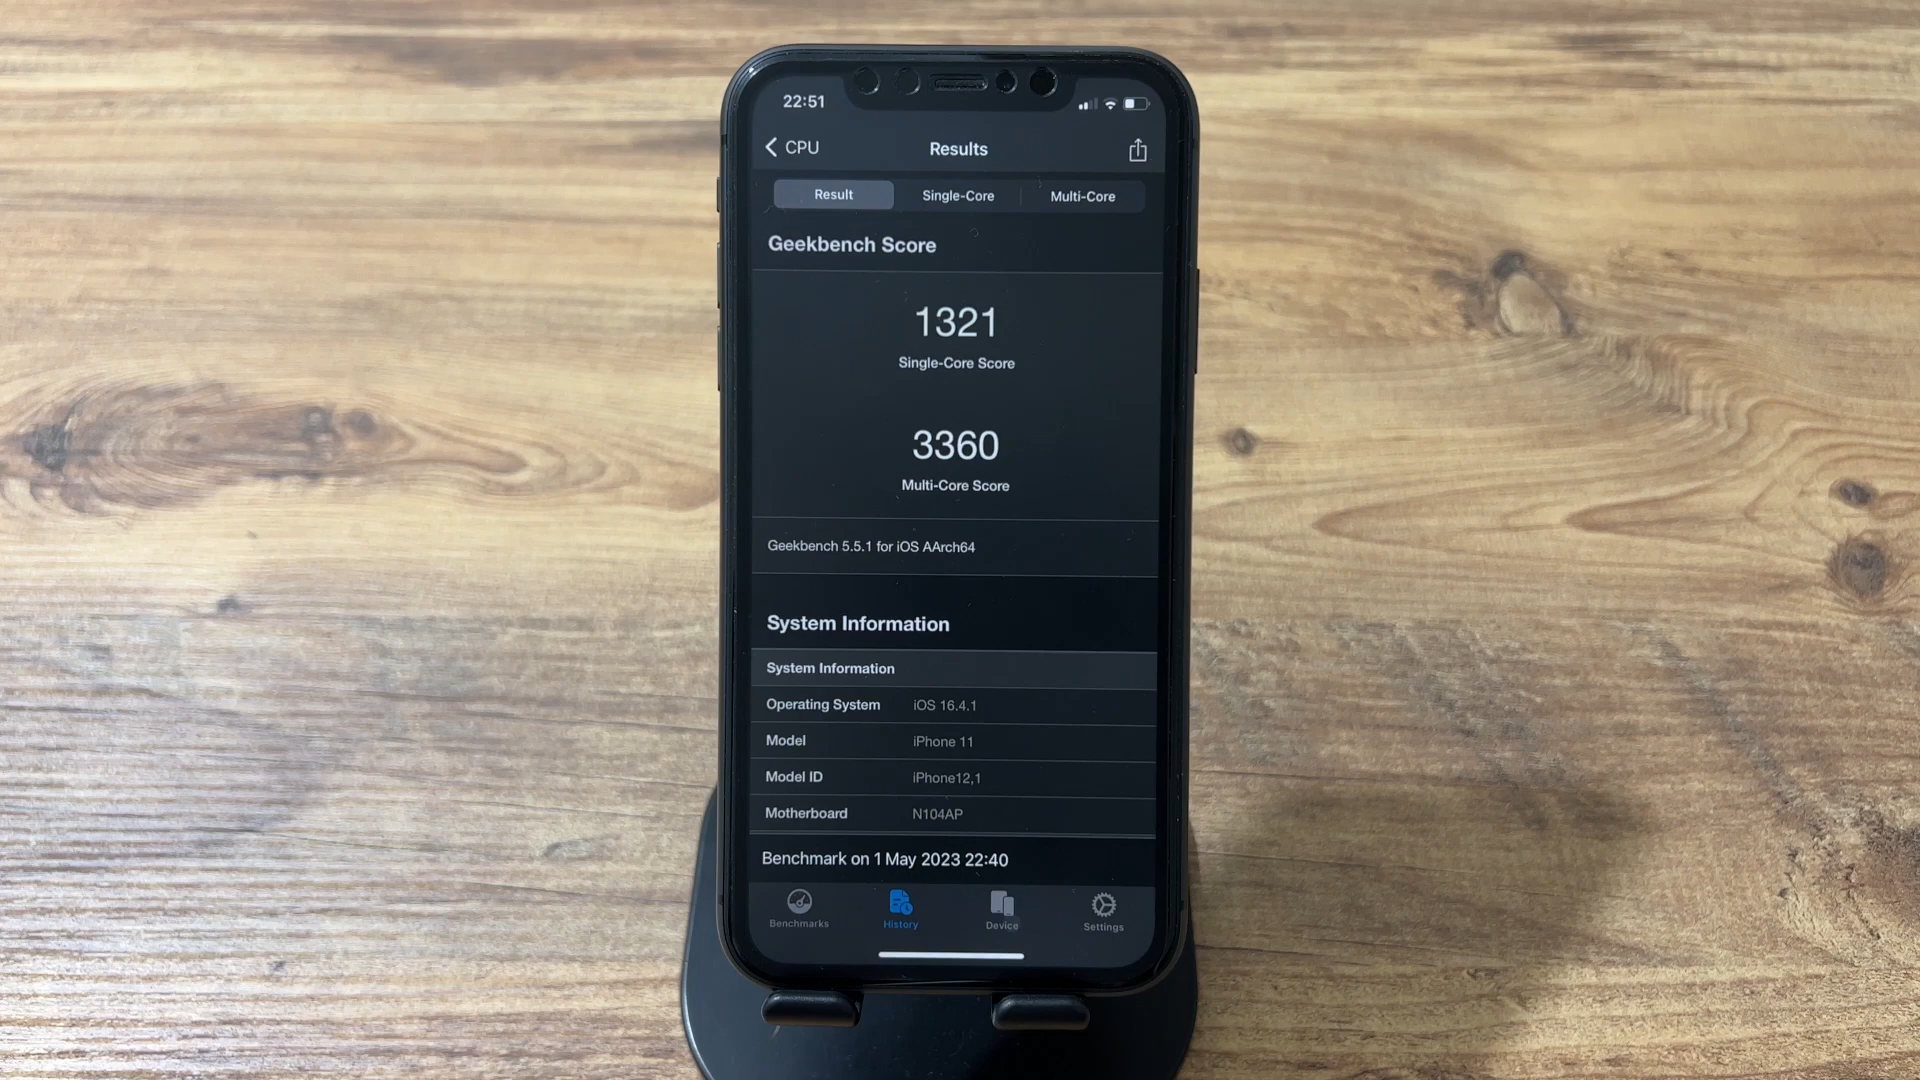 22:51
CPU
Results
Result Single-Core Multi-Core
Geekbench Score
1321
Single-Core Score
3360
Multi-Core Score
Geekbench 5.5.1 for iOS AArch64
System Information
System Information
Operating System iOS 16.4.1
Model iPhone 11
Model ID iPhone12,1
Motherboard N104AP
Benchmark on 1 May 2023 22:40
Benchmarks History Device Settings